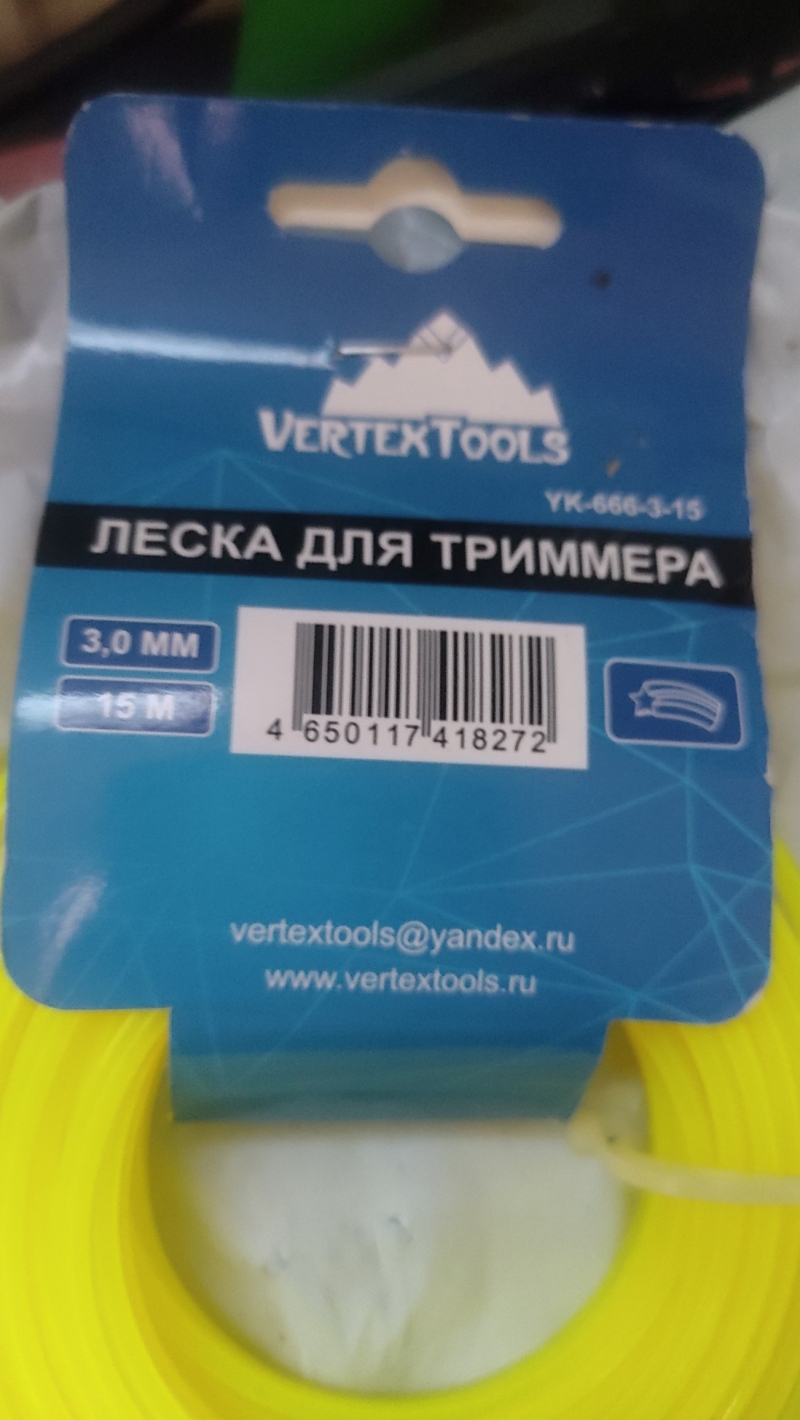 VERTEXTOOLS
YK-666-3-15
ЛЕСКА ДЛЯ ТРИММЕРА
3,0 ММ
15 М
4 650117 418272
vertextools@yandex.ru
www.vertextools.ru